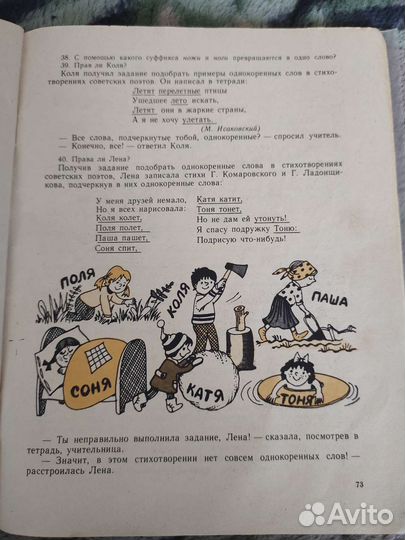 38. С помощью какого суффикса ножи и ноги превращаются в одно слово?
39. Прав ли Коля?
Коля получил задание подобрать примеры однокоренных слов в стихо-
творениях советских поэтов. Он написал в тетради:
Летят перелетные птицы
Ушедшее лето искать,
Летят они в жаркие страны,
А я не хочу улетать.
(М. Исаковский)
— Все слова, подчеркнутые тобой, однокоренные? — спросил учитель.
— Конечно, все! — ответил Коля.
40. Права ли Лена?
Получив задание подобрать однокоренные слова в стихотворениях
советских поэтов, Лена записала стихи Г. Комаровского и Г. Ладонщи-
кова, подчеркнув в них однокоренные слова:
У меня друзей немало,
Но я всех нарисовала:
Коля колет,
Поля полет,
Паша пашет,
Соня спит,
Катя катит,
Тоня тонет,
Но не дам ей утонуть!
Я спасу подружку Тоню:
Подрисую что-нибудь!
ПОЛЯ
КОЛЯ
ПАША
СОНЯ
КАТЯ
ТОНЯ
— Ты неправильно выполнила задание, Лена! — сказала, посмотрев в
тетрадь, учительница.
— Значит, в этом стихотворении нет совсем однокоренных слов! —
расстроилась Лена.
73
Avito